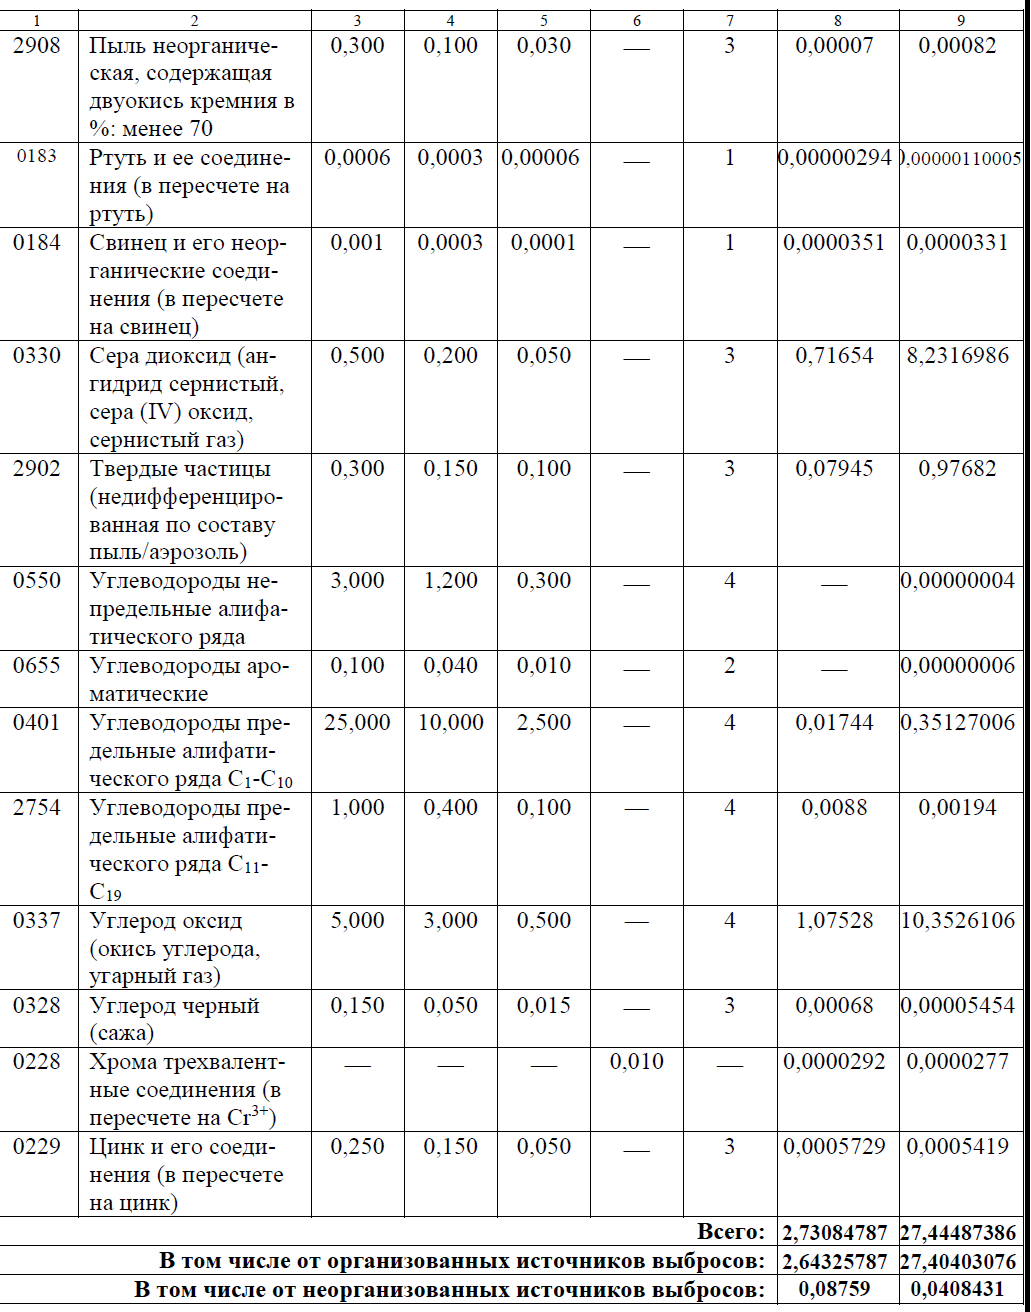 1 2 3 4 5 6 7 8 9
2908 Пыль неорганиче- 0,300 0,100 0,030 — 3 0,00007 0,00082
ская, содержащая
двуокись кремния в
%: менее 70
0183 Ртуть и ее соедине- 0,0006 0,0003 0,00006 — 1 0,00000294 0,00000110005
ния (в пересчете на
ртуть)
0184 Свинец и его неор- 0,001 0,0003 0,0001 — 1 0,0000351 0,0000331
ганические соеди-
нения (в пересчете
на свинец)
0330 Сера диоксид (ан- 0,500 0,200 0,050 — 3 0,71654 8,2316986
гидрид сернистый,
сера (IV) оксид,
сернистый газ)
2902 Твердые частицы 0,300 0,150 0,100 — 3 0,07945 0,97682
(недифференциро-
ванная по составу
пыль/аэрозоль)
0550 Углеводороды не- 3,000 1,200 0,300 — 4 — 0,00000004
предельные алифа-
тического ряда
0655 Углеводороды аро- 0,100 0,040 0,010 — 2 — 0,00000006
матические
0401 Углеводороды пре- 25,000 10,000 2,500 — 4 0,01744 0,35127006
дельные алифати-
ческого ряда C₁-C₁₀
2754 Углеводороды пре- 1,000 0,400 0,100 — 4 0,0088 0,00194
дельные алифати-
ческого ряда C₁₁-
C₁₉
0337 Углерод оксид 5,000 3,000 0,500 — 4 1,07528 10,3526106
(окись углерода,
угарный газ)
0328 Углерод черный 0,150 0,050 0,015 — 3 0,00068 0,00005454
(сажа)
0228 Хрома трехвалент- — — — 0,010 — 0,0000292 0,0000277
ные соединения (в
пересчете на Cr³⁺)
0229 Цинк и его соеди- 0,250 0,150 0,050 — 3 0,0005729 0,0005419
нения (в пересчете
на цинк)
Всего: 2,73084787 27,44487386
В том числе от организованных источников выбросов: 2,64325787 27,40403076
В том числе от неорганизованных источников выбросов: 0,08759 0,0408431